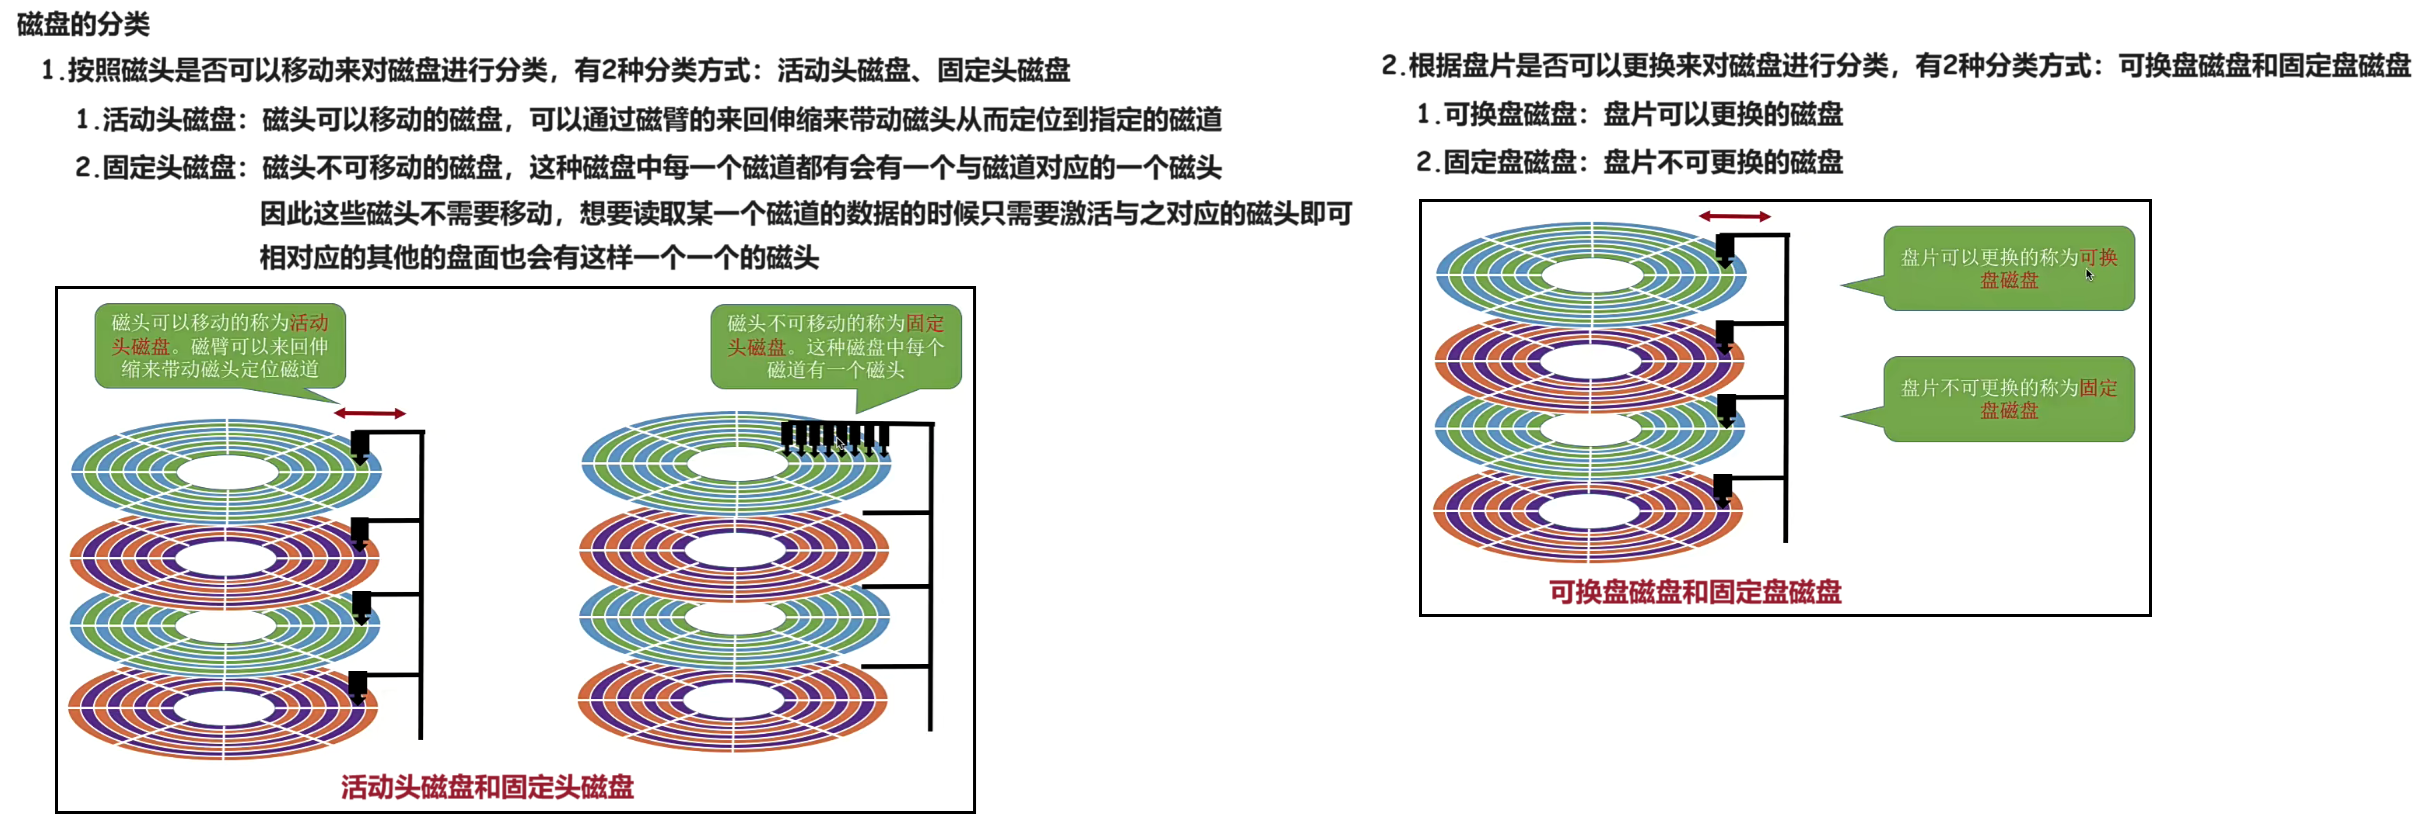 磁盘的分类
1.按照磁头是否可以移动来对磁盘进行分类，有2种分类方式：活动头磁盘、固定头磁盘
1.活动头磁盘：磁头可以移动的磁盘，可以通过磁臂的来回伸缩来带动磁头从而定位到指定的磁道
2.固定头磁盘：磁头不可移动的磁盘，这种磁盘中每一个磁道都有会有一个与磁道对应的一个磁头
因此这些磁头不需要移动，想要读取某一个磁道的数据的时候只需要激活与之对应的磁头即可
相对应的其他的盘面也会有这样一个一个的磁头
磁头可以移动的称为活动
头磁盘。磁臂可以来回伸
缩来带动磁头定位磁道
磁头不可移动的称为固定
头磁盘。这种磁盘中每个
磁道有一个磁头
活动头磁盘和固定头磁盘
2.根据盘片是否可以更换来对磁盘进行分类，有2种分类方式：可换盘磁盘和固定盘磁盘
1.可换盘磁盘：盘片可以更换的磁盘
2.固定盘磁盘：盘片不可更换的磁盘
盘片可以更换的称为可换
盘磁盘
盘片不可更换的称为固定
盘磁盘
可换盘磁盘和固定盘磁盘